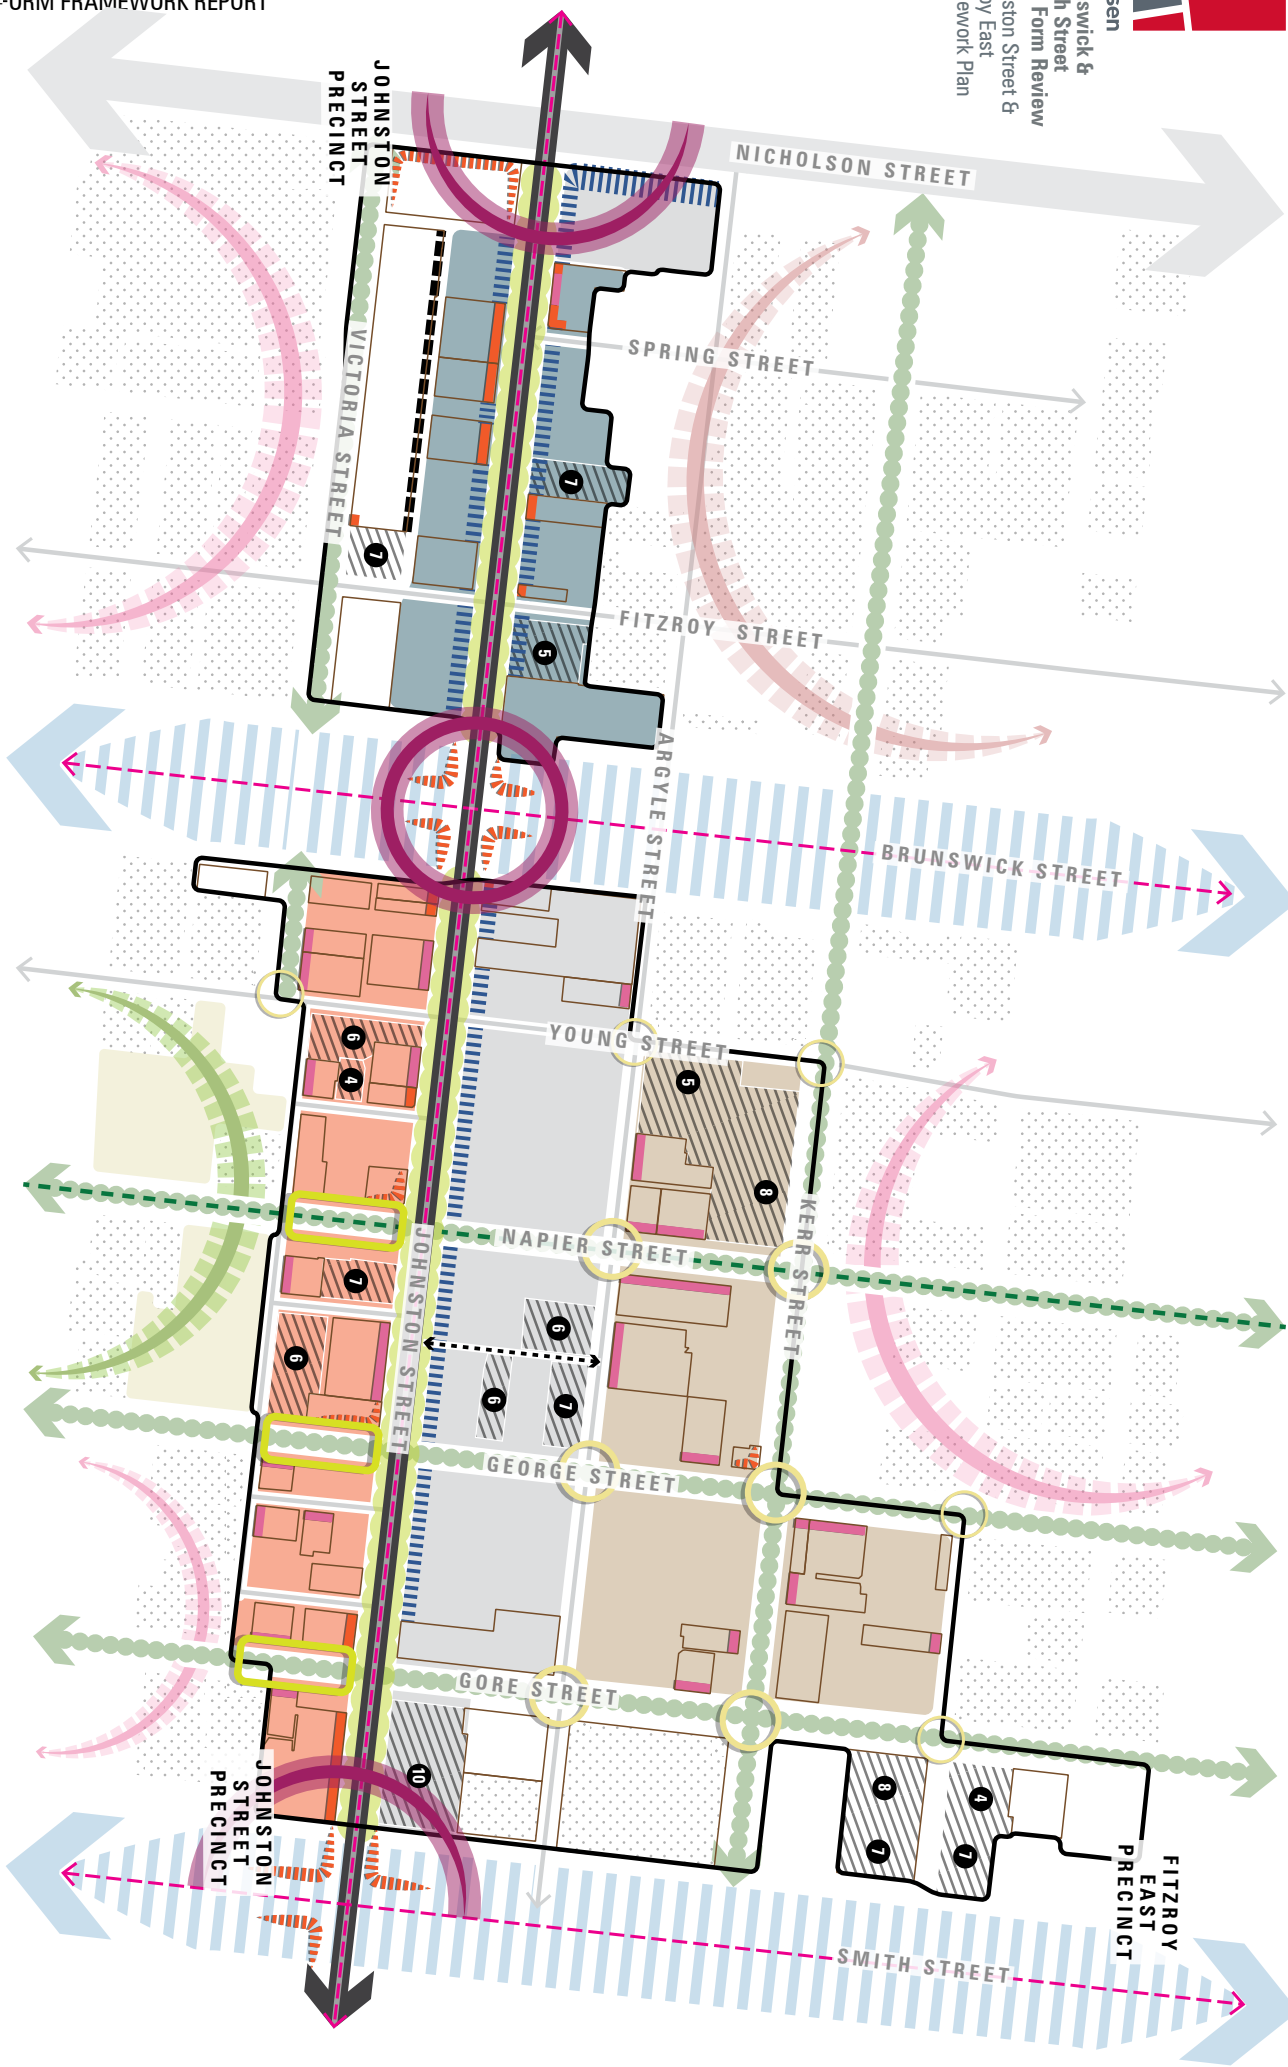 FORM FRAMEWORK REPORT
sen
swick &
h Street
Form Review
ston Street &
oy East
ework Plan
JOHNSTON
STREET
PRECINCT
NICHOLSON STREET
VICTORIA STREET
SPRING STREET
7
7
FITZROY STREET
5
ARGYLE STREET
BRUNSWICK STREET
YOUNG STREET
6
4
5
8
KERR STREET
NAPIER STREET
JOHNSTON STREET
7
6
6
6
7
GEORGE STREET
GORE STREET
10
8
7
4
7
JOHNSTON
STREET
PRECINCT
FITZROY
EAST
PRECINCT
SMITH STREET